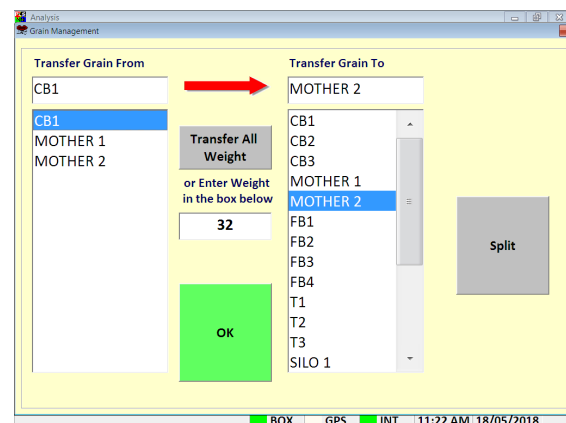 Analysis
Grain Management
Transfer Grain From
Transfer Grain To
CB1
MOTHER 2
CB1
MOTHER 1
MOTHER 2
Transfer All
Weight
or Enter Weight
in the box below
32
OK
CB1
CB2
CB3
MOTHER 1
MOTHER 2
FB1
FB2
FB3
FB4
T1
T2
T3
SILO 1
Split
BOX GPS INT 11:22 AM 18/05/2018